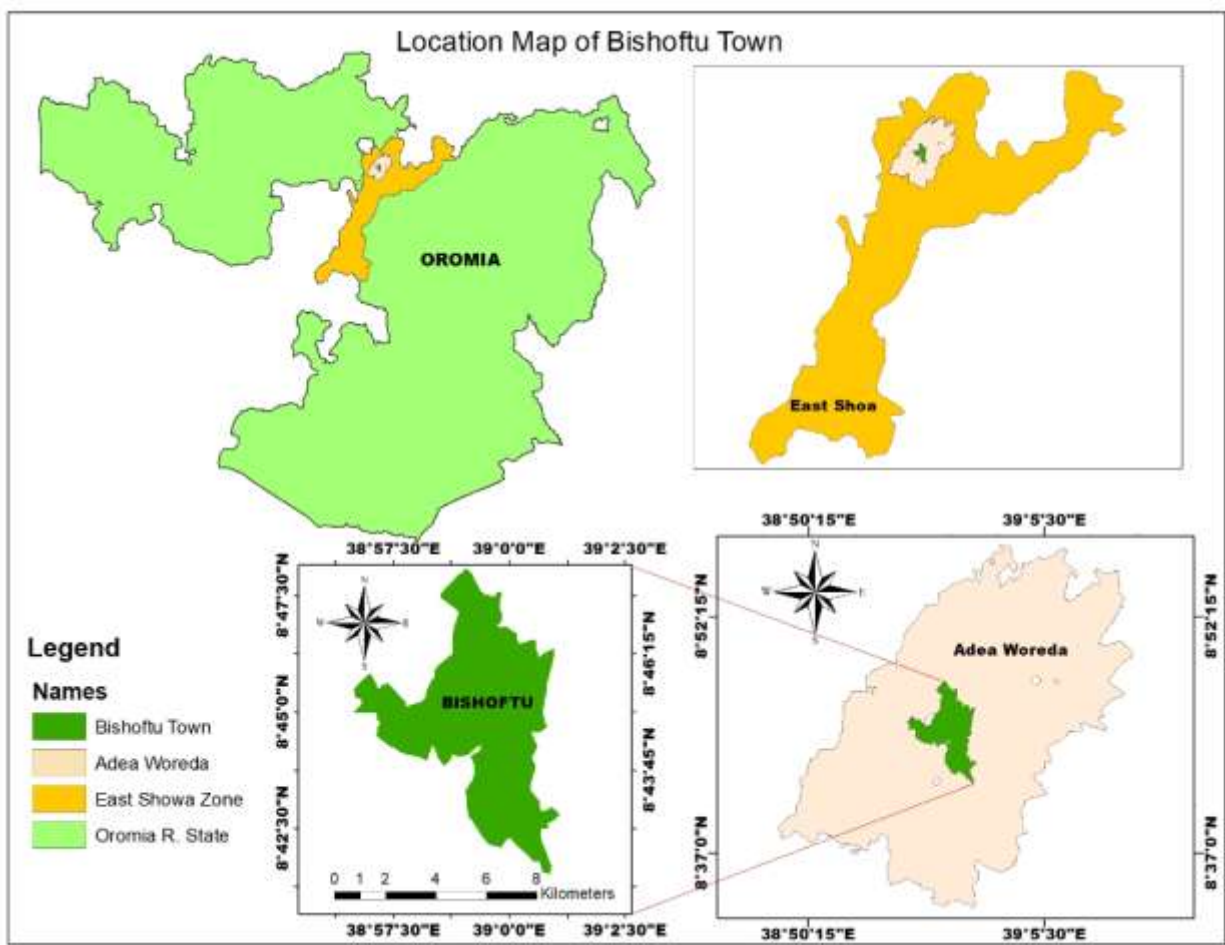 Location Map of Bishoftu Town
OROMIA
East Shoa
38°57'30"E 39°0'0"E 39°2'30"E
38°50'15"E 39°5'30"E
8°47'30"N
8°45'0"N
8°42'30"N
N
W E
S
BISHOFTU
0 1 2 4 6 8
Kilometers
8°46'15"N
8°43'45"N
38°57'30"E 39°0'0"E 39°2'30"E
8°52'15"N
8°37'0"N
N
W E
S
Adea Woreda
8°52'15"N
8°37'0"N
38°50'15"E 39°5'30"E
Legend
Names
Bishoftu Town
Adea Woreda
East Showa Zone
Oromia R. State